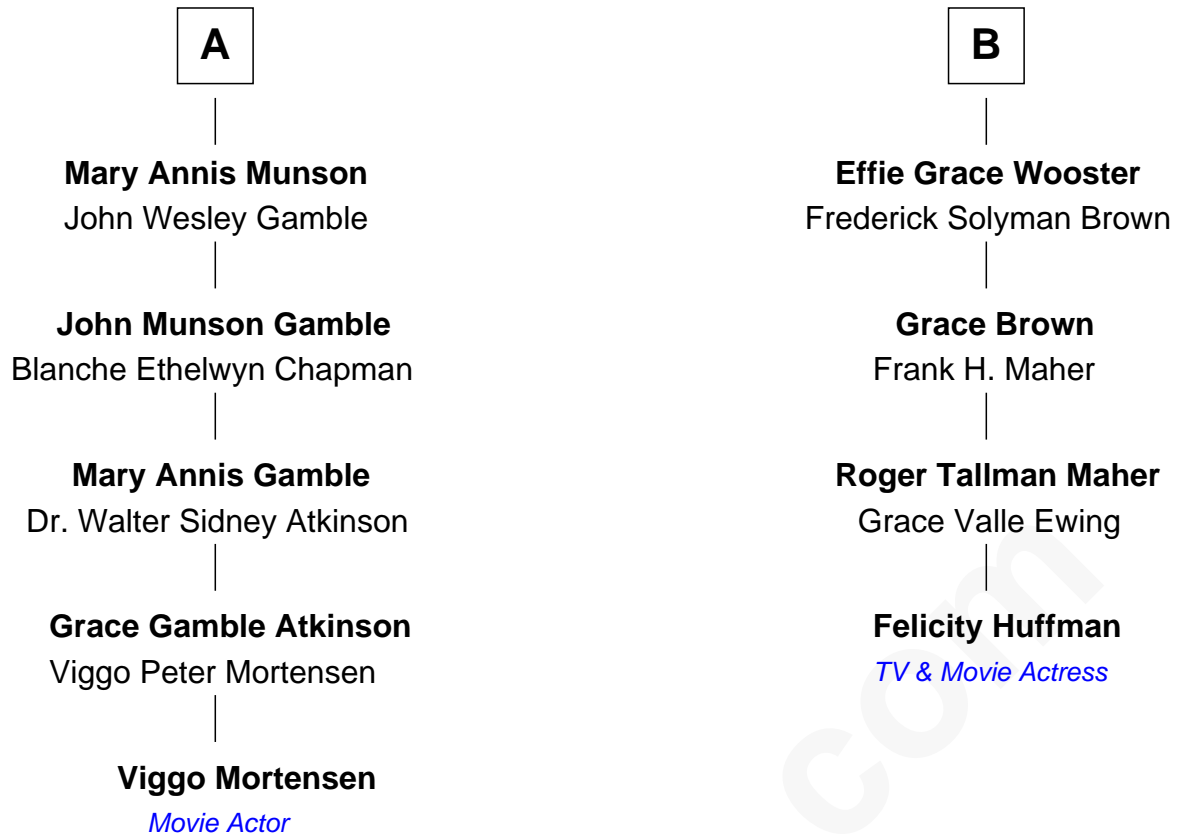 A
Mary Annis Munson
John Wesley Gamble
John Munson Gamble
Blanche Ethelwyn Chapman
Mary Annis Gamble
Dr. Walter Sidney Atkinson
Grace Gamble Atkinson
Viggo Peter Mortensen
Viggo Mortensen
Movie Actor
B
Effie Grace Wooster
Frederick Solyman Brown
Grace Brown
Frank H. Maher
Roger Tallman Maher
Grace Valle Ewing
Felicity Huffman
TV & Movie Actress
com